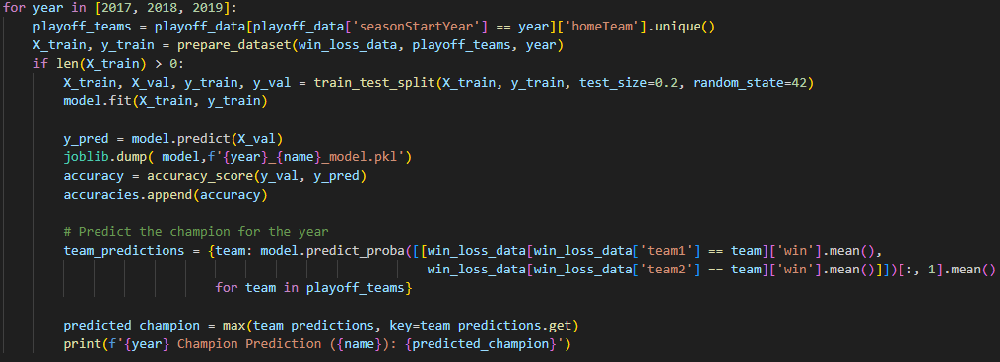 for year in [2017, 2018, 2019]:
    playoff_teams = playoff_data[playoff_data['seasonStartYear'] == year]['homeTeam'].unique()
    X_train, y_train = prepare_dataset(win_loss_data, playoff_teams, year)
    if len(X_train) > 0:
        X_train, X_val, y_train, y_val = train_test_split(X_train, y_train, test_size=0.2, random_state=42)
        model.fit(X_train, y_train)

        y_pred = model.predict(X_val)
        joblib.dump( model,f'{year}_{name}_model.pkl')
        accuracy = accuracy_score(y_val, y_pred)
        accuracies.append(accuracy)

        # Predict the champion for the year
        team_predictions = {team: model.predict_proba([[win_loss_data[win_loss_data['team1'] == team]['win'].mean(),
                                                        win_loss_data[win_loss_data['team2'] == team]['win'].mean()]])[:, 1].mean()
                            for team in playoff_teams}

        predicted_champion = max(team_predictions, key=team_predictions.get)
        print(f'{year} Champion Prediction ({name}): {predicted_champion}')